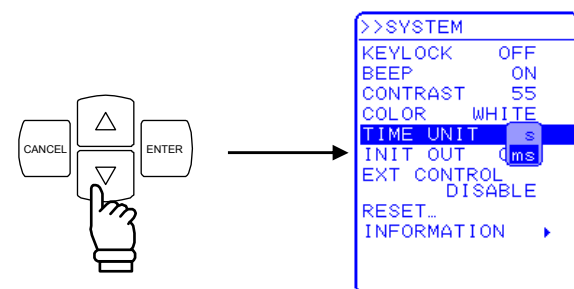 CANCEL
ENTER
>>SYSTEM
KEYLOCK OFF
BEEP ON
CONTRAST 55
COLOR WHITE
TIME UNIT s
INIT OUT ms
EXT CONTROL
DISABLE
RESET…
INFORMATION